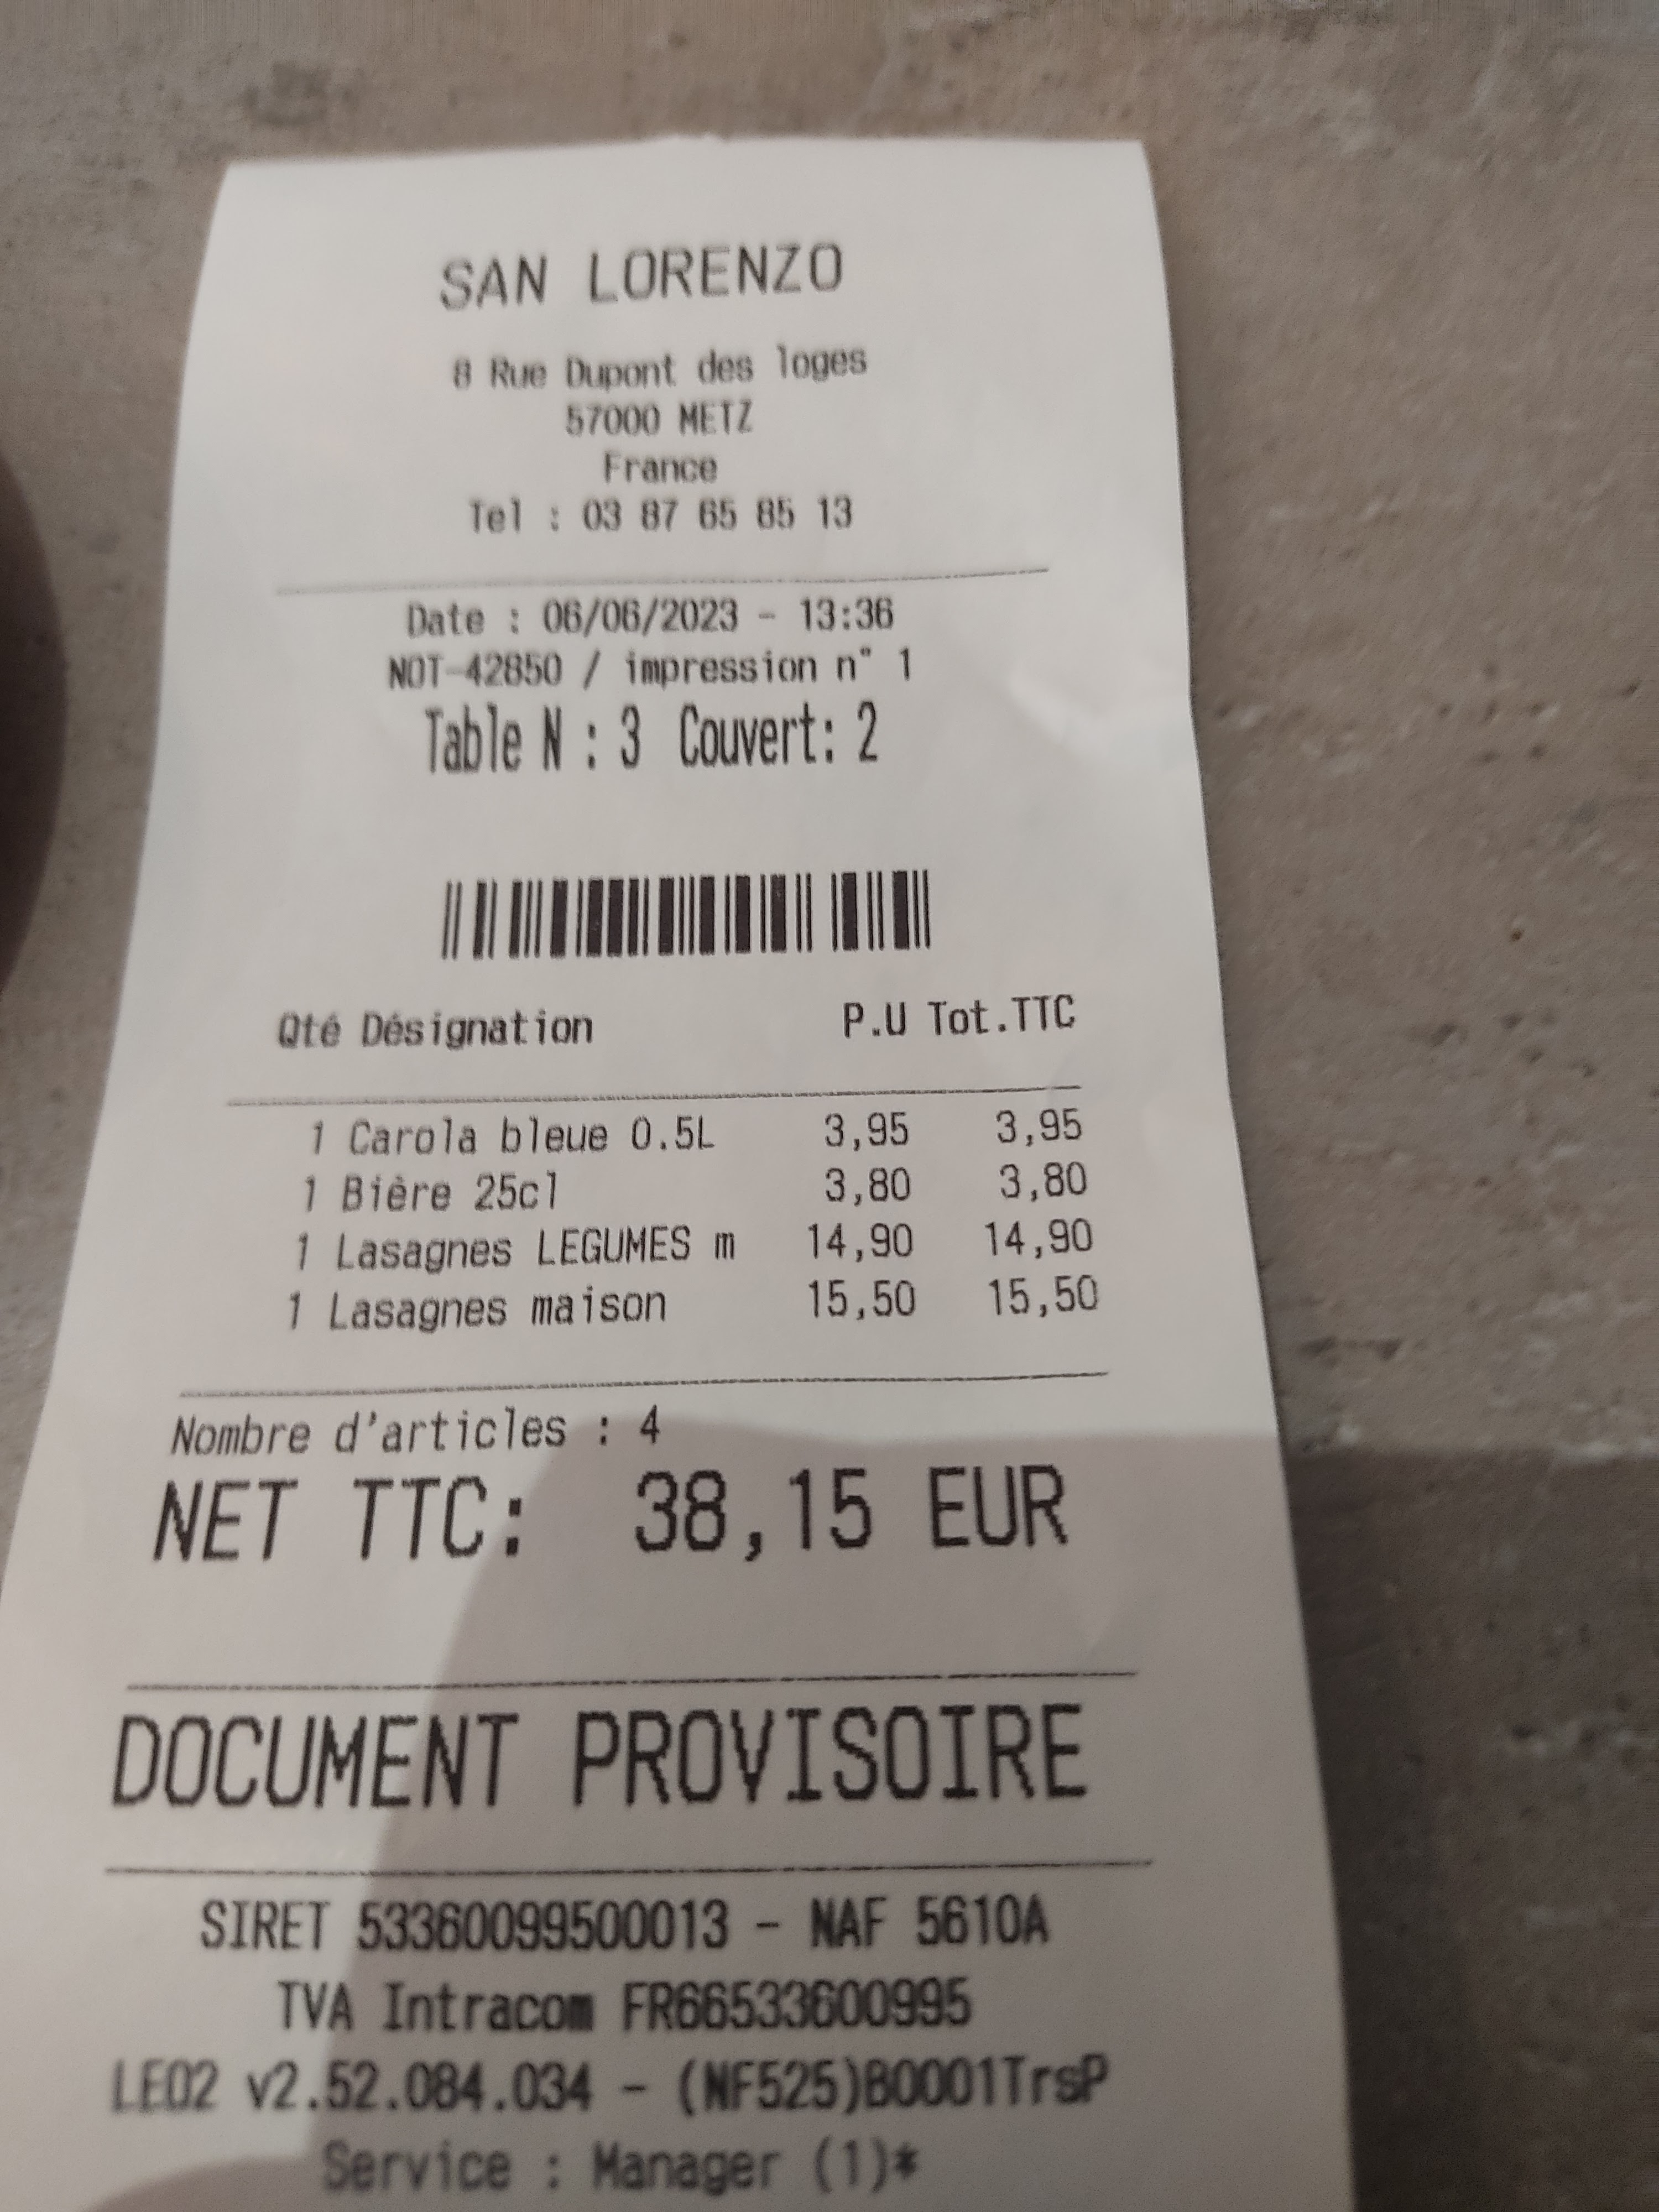 SAN LORENZO
8 Rue Dupont des loges
57000 METZ
France
Tel : 03 87 65 85 13
Date : 06/06/2023 - 13:36
NOT-42850 / impression n° 1
Table N : 3 Couvert: 2
Qté Désignation P.U Tot.TTC
1 Carola bleue 0.5L 3,95 3,95
1 Bière 25cl 3,80 3,80
1 Lasagnes LEGUMES m 14,90 14,90
1 Lasagnes maison 15,50 15,50
Nombre d'articles : 4
NET TTC: 38,15 EUR
DOCUMENT PROVISOIRE
SIRET 53360099500013 - NAF 5610A
TVA Intracom FR66533600995
LEO2 v2.52.084.034 - (NF525)B0001TrsP
Service : Manager (1)*